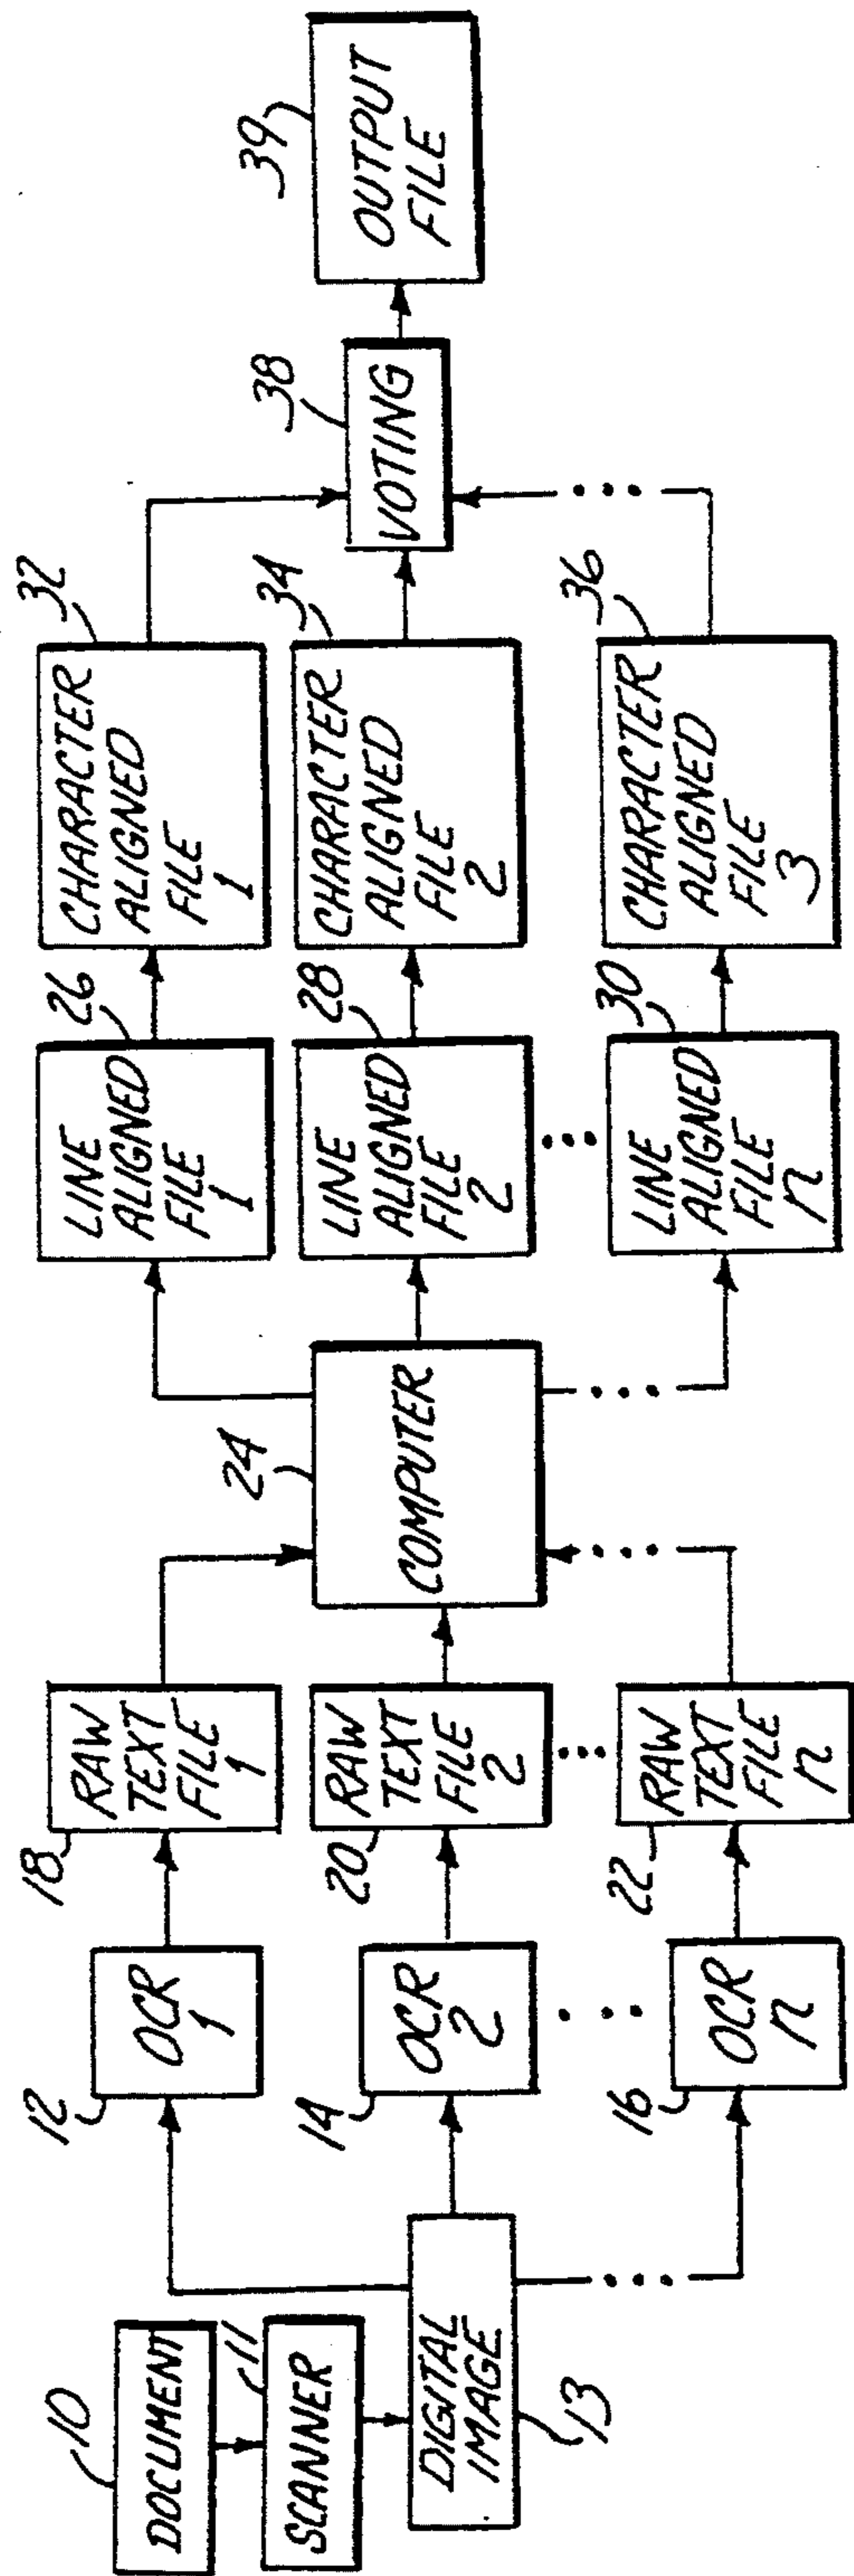 10
DOCUMENT
11
SCANNER
DIGITAL
IMAGE
13
12
OCR
1
14
OCR
2
16
OCR
n
18
RAW
TEXT
FILE
1
20
RAW
TEXT
FILE
2
22
RAW
TEXT
FILE
n
24
COMPUTER
26
LINE
ALIGNED
FILE
1
28
LINE
ALIGNED
FILE
2
30
LINE
ALIGNED
FILE
n
32
CHARACTER
ALIGNED
FILE
1
34
CHARACTER
ALIGNED
FILE
2
36
CHARACTER
ALIGNED
FILE
3
38
VOTING
39
OUTPUT
FILE